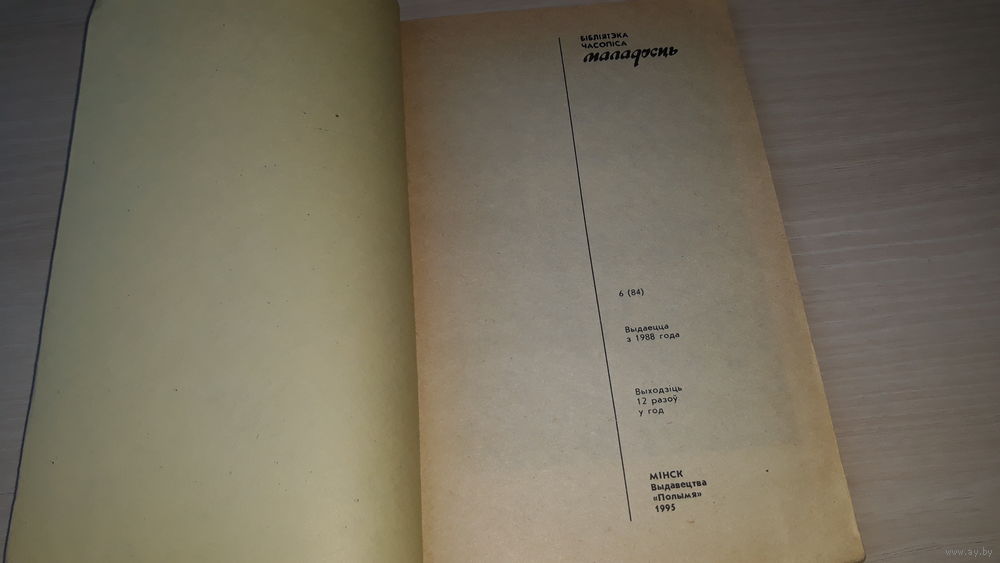 БІБЛІЯТЭКА
ЧАСОПІСА
маладосць
6 (84)
Выдаецца
з 1988 года
Выходзіць
12 разоў
у год
МІНСК
Выдавецтва
«Полымя»
1995
www.ay.by